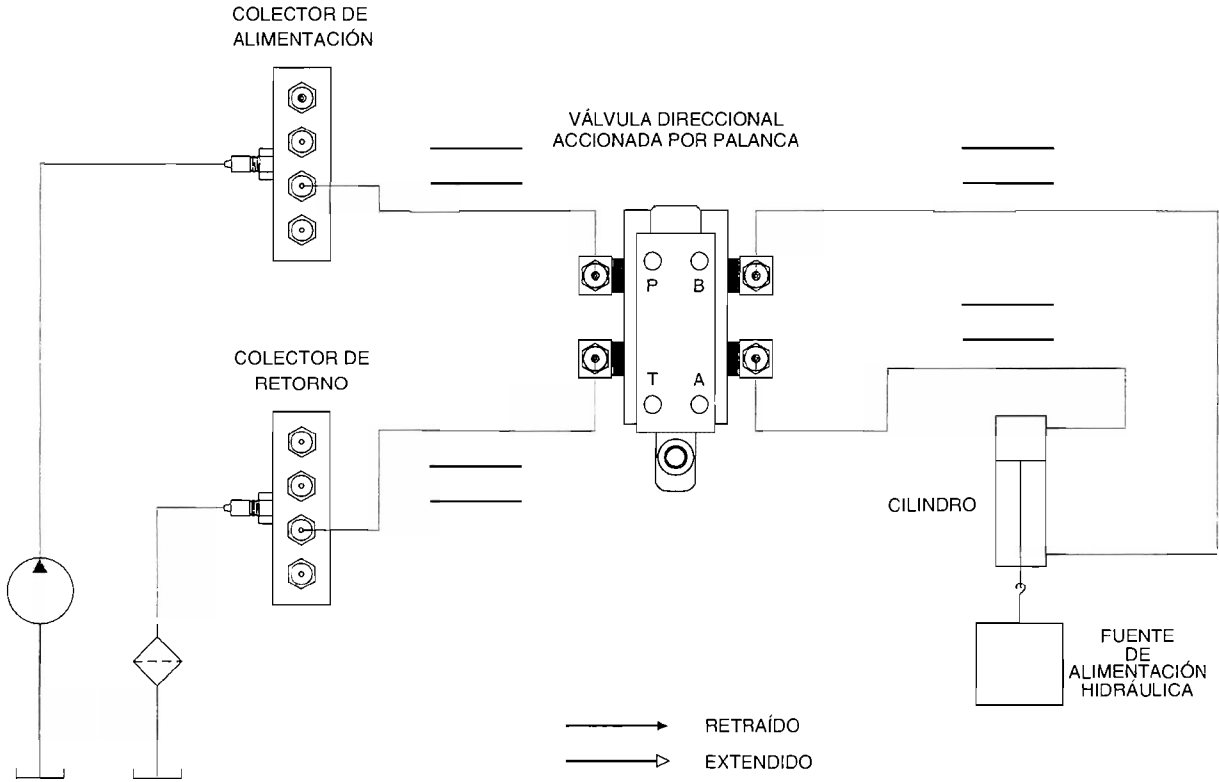 COLECTOR DE
ALIMENTACIÓN
VÁLVULA DIRECCIONAL
ACCIONADA POR PALANCA
P B
T A
COLECTOR DE
RETORNO
CILINDRO
FUENTE
DE
ALIMENTACIÓN
HIDRÁULICA
RETRAÍDO
EXTENDIDO